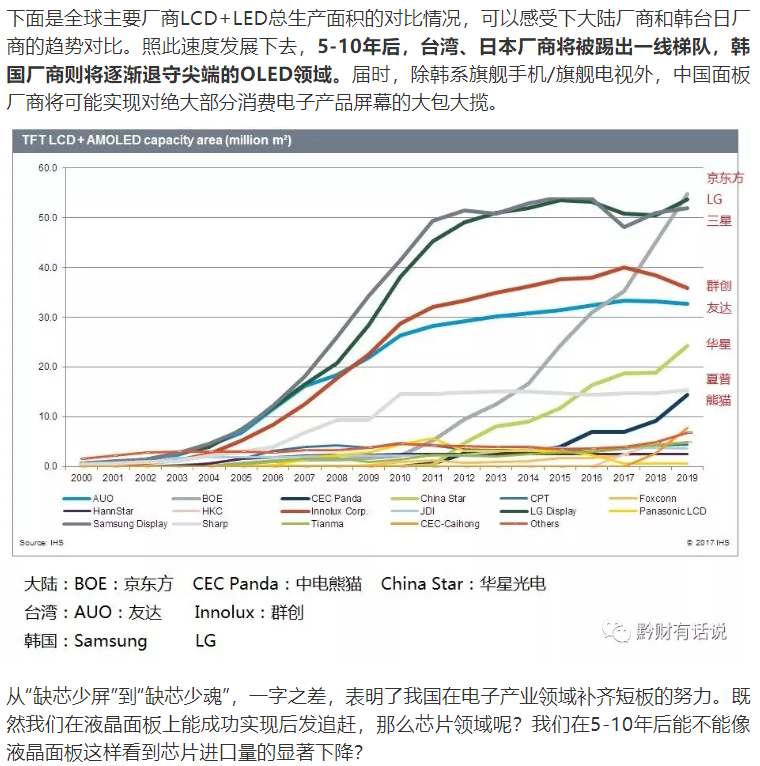 下面是全球主要厂商LCD+LED总生产面积的对比情况，可以感受下大陆厂商和韩台日厂
商的趋势对比。照此速度发展下去，5-10年后，台湾、日本厂商将被踢出一线梯队，韩
国厂商则将逐渐退守尖端的OLED领域。届时，除韩系旗舰手机/旗舰电视外，中国面板
厂商将可能实现对绝大部分消费电子产品屏幕的大包大揽。
TFT LCD + AMOLED capacity area (million m²)
60.0
50.0
40.0
30.0
20.0
10.0
0.0
京东方
LG
三星
群创
友达
华星
夏普
熊猫
2000 2001 2002 2003 2004 2005 2006 2007 2008 2009 2010 2011 2012 2013 2014 2015 2016 2017 2018 2019
AUO BOE CEC Panda China Star CPT Foxconn
HannStar HKC Innolux Corp. JDI LG Display Panasonic LCD
Samsung Display Sharp Tianma CEC-Caihong Others
Source: IHS © 2017 IHS
大陆：BOE：京东方 CEC Panda：中电熊猫 China Star：华星光电
台湾：AUO：友达 Innolux：群创
韩国：Samsung LG
黔财有话说
从“缺芯少屏”到“缺芯少魂”，一字之差，表明了我国在电子产业领域补齐短板的努力。既
然我们在液晶面板上能成功实现后发追赶，那么芯片领域呢？我们在5-10年后能不能像
液晶面板这样看到芯片进口量的显著下降？